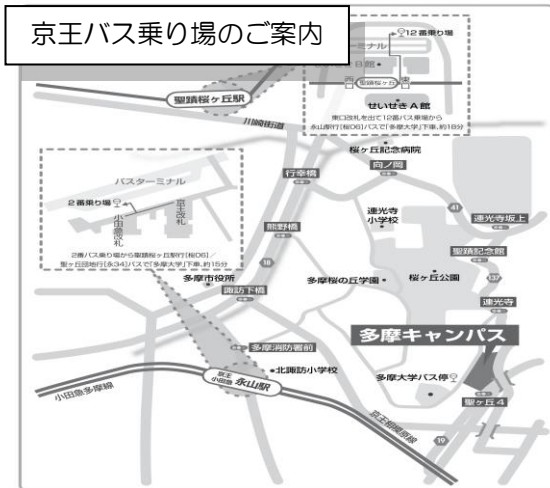 京王バス乗り場のご案内
12番乗り場
ターミナル
せいせきB館
西口
聖蹟桜ヶ丘
東口
せいせきA館
東口改札を出て12番バス乗場から
永山駅行[桜06]バスで「多摩大学」下車、約18分
聖蹟桜ヶ丘駅
川崎街道
桜ヶ丘記念病院
向ノ岡
行幸橋
バスターミナル
2番乗り場
小田急改札
京王改札
2番バス乗り場から聖蹟桜ヶ丘駅行[桜06]/
聖ヶ丘団地行[永34]バスで「多摩大学」下車、約15分
連光寺
小学校
41
連光寺坂上
熊野橋
聖蹟記念館
18
多摩市役所
多摩桜の丘学園
桜ヶ丘公園
諏訪下橋
連光寺
多摩キャンパス
多摩消防署前
北諏訪小学校
多摩大学バス停
京王
小田急
永山駅
聖ヶ丘4
小田急多摩線
京王相模原線
19